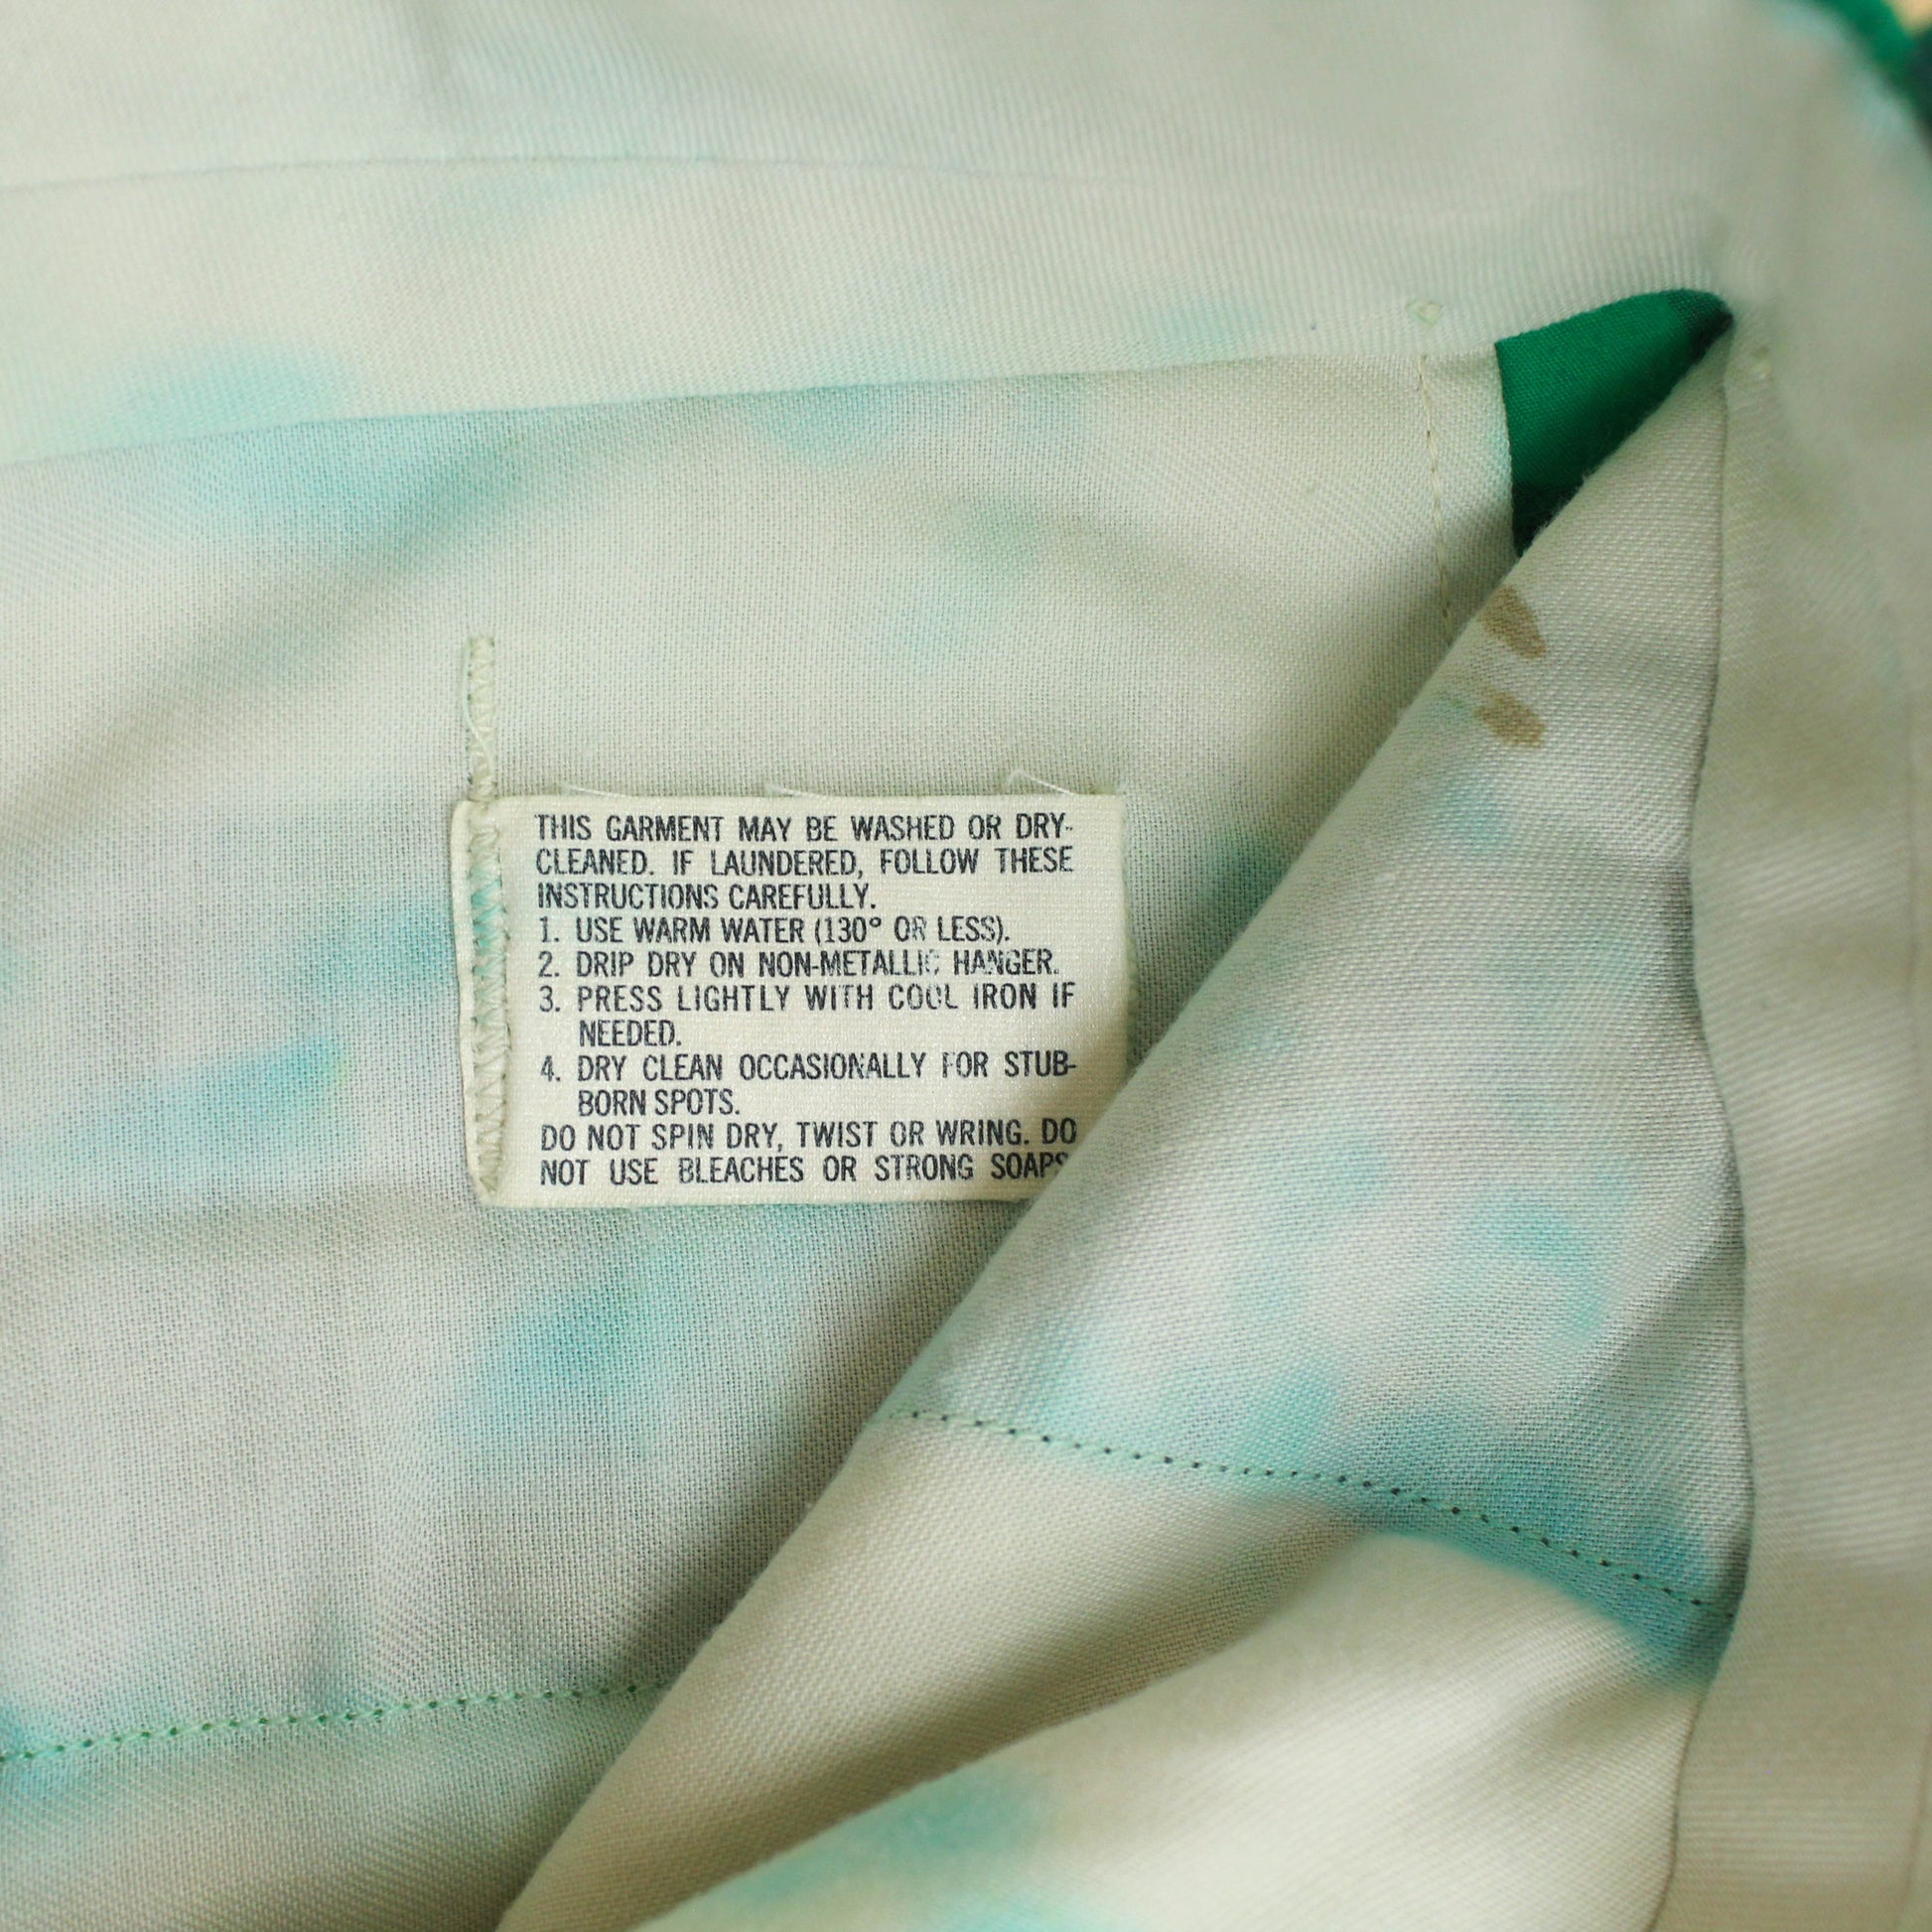 THIS GARMENT MAY BE WASHED OR DRY-
CLEANED. IF LAUNDERED, FOLLOW THESE
INSTRUCTIONS CAREFULLY.
1. USE WARM WATER (130° OR LESS).
2. DRIP DRY ON NON-METALLIC HANGER.
3. PRESS LIGHTLY WITH COOL IRON IF
NEEDED.
4. DRY CLEAN OCCASIONALLY FOR STUB-
BORN SPOTS.
DO NOT SPIN DRY, TWIST OR WRING. DO
NOT USE BLEACHES OR STRONG SOAPS